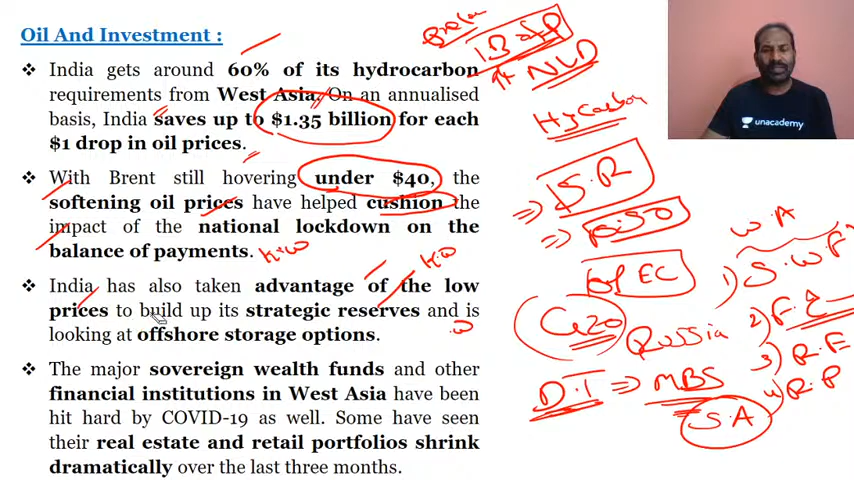 Oil And Investment :
❖ India gets around 60% of its hydrocarbon
requirements from West Asia. On an annualised
basis, India saves up to $1.35 billion for each
$1 drop in oil prices.
❖ With Brent still hovering under $40, the
softening oil prices have helped cushion the
impact of the national lockdown on the
balance of payments.
H.W
❖ India has also taken advantage of the low
H.W
prices to build up its strategic reserves and is
looking at offshore storage options.
❖ The major sovereign wealth funds and other
financial institutions in West Asia have been
hit hard by COVID-19 as well. Some have seen
their real estate and retail portfolios shrink
dramatically over the last three months.
NLD
S.R
W A
1) S.W.F
EC
G20
Russia
2) F.I
3) R.E
D.T ⇒ MBS
4) R.P
S A
unacademy